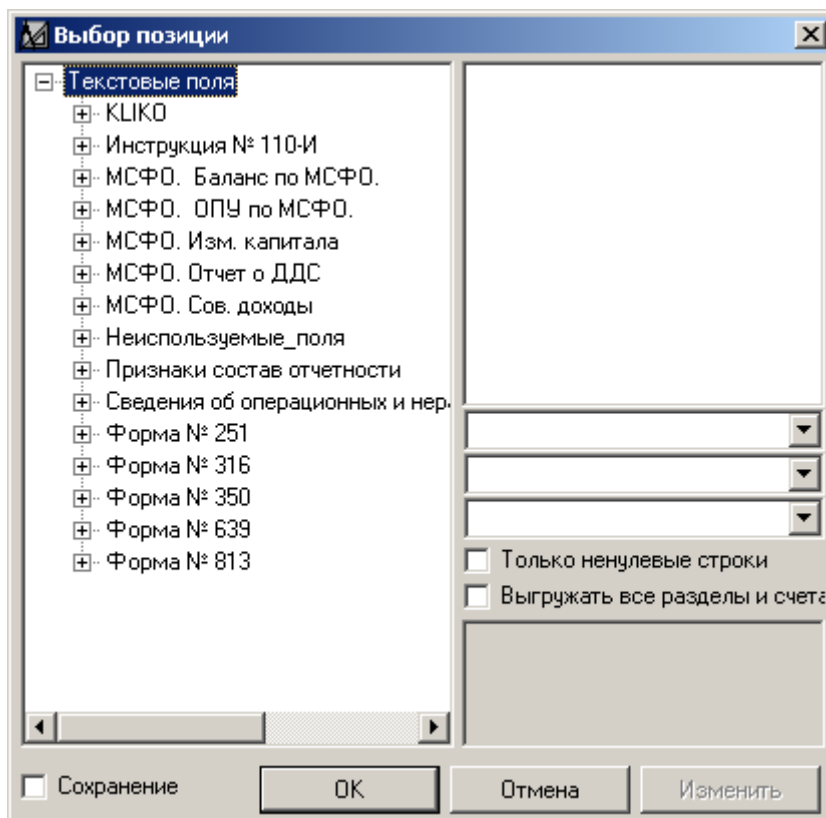 Выбор позиции
Текстовые поля
KLIKO
Инструкция № 110-И
МСФО.  Баланс по МСФО.
МСФО.  ОПУ по МСФО.
МСФО. Изм. капитала
МСФО. Отчет о ДДС
МСФО. Сов. доходы
Неиспользуемые_поля
Признаки состав отчетности
Сведения об операционных и нер
Форма № 251
Форма № 316
Форма № 350
Форма № 639
Форма № 813
Только ненулевые строки
Выгружать все разделы и счета
Сохранение
OK
Отмена
Изменить